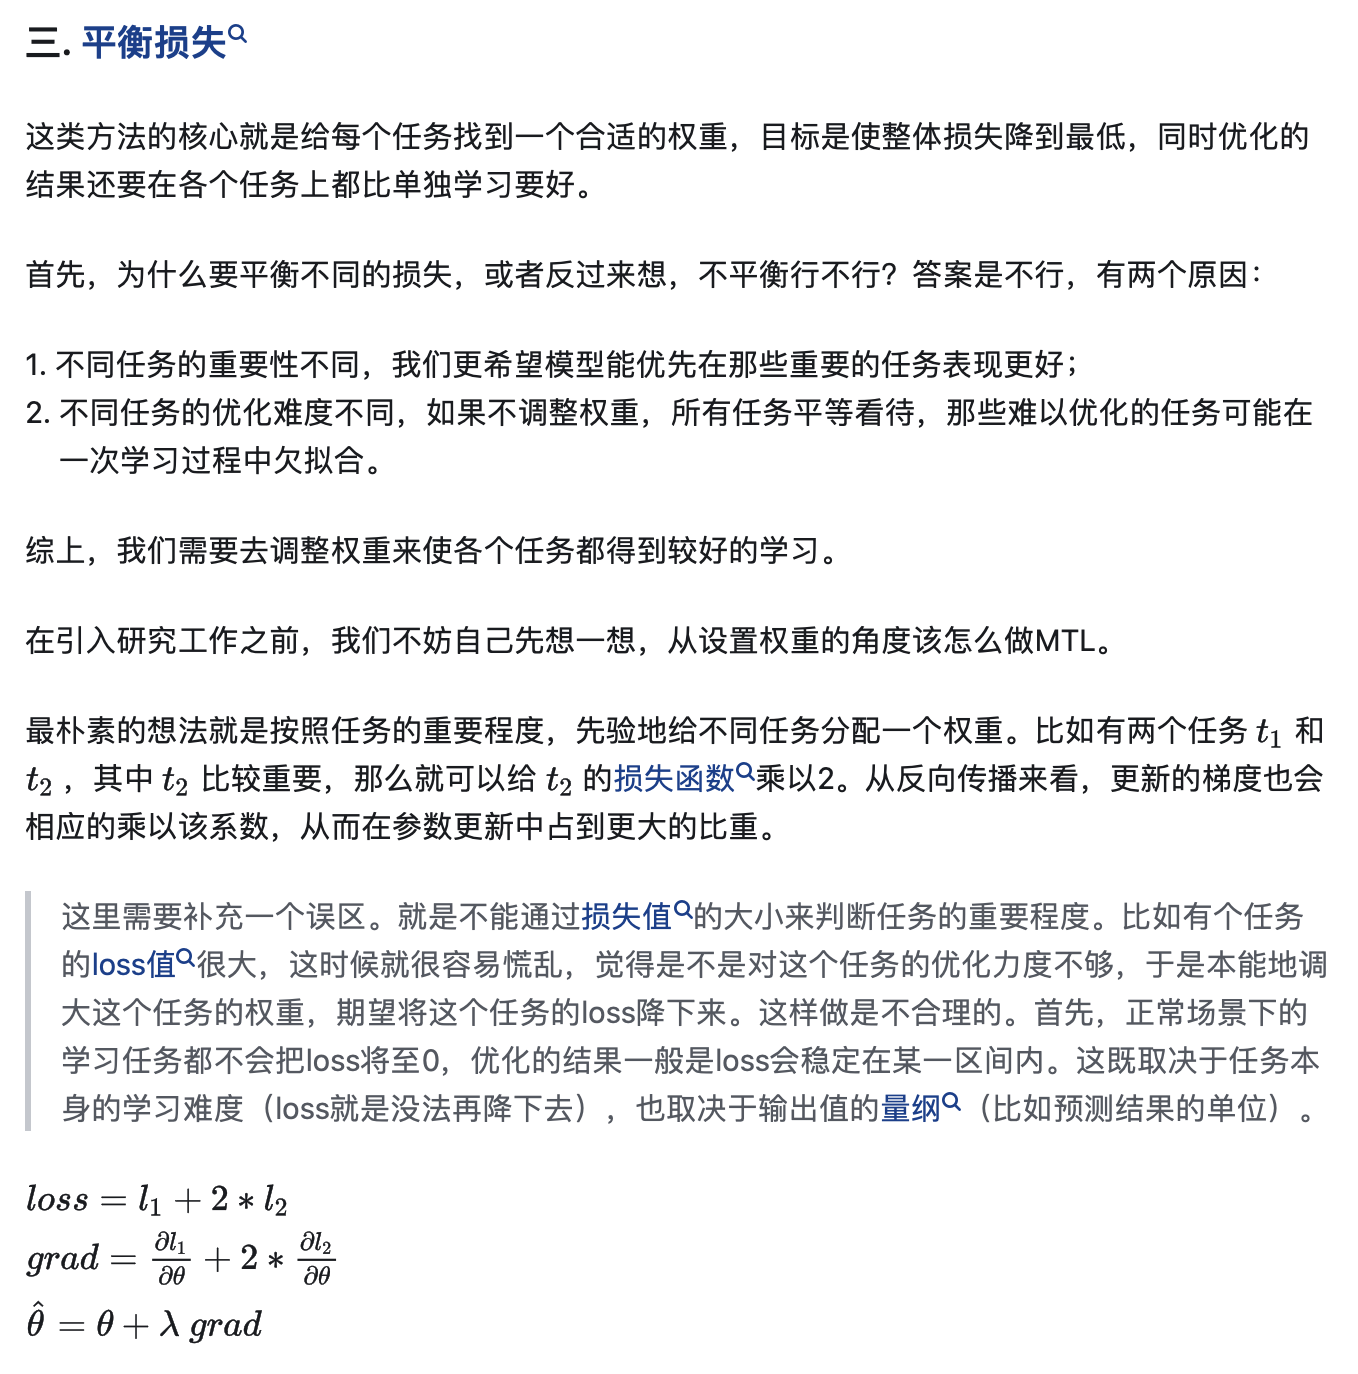 三. 平衡损失
这类方法的核心就是给每个任务找到一个合适的权重，目标是使整体损失降到最低，同时优化的
结果还要在各个任务上都比单独学习要好。
首先，为什么要平衡不同的损失，或者反过来想，不平衡行不行？答案是不行，有两个原因：
1. 不同任务的重要性不同，我们更希望模型能优先在那些重要的任务表现更好；
2. 不同任务的优化难度不同，如果不调整权重，所有任务平等看待，那些难以优化的任务可能在
一次学习过程中欠拟合。
综上，我们需要去调整权重来使各个任务都得到较好的学习。
在引入研究工作之前，我们不妨自己先想一想，从设置权重的角度该怎么做MTL。
最朴素的想法就是按照任务的重要程度，先验地给不同任务分配一个权重。比如有两个任务 t₁ 和
t₂ ，其中 t₂ 比较重要，那么就可以给 t₂ 的损失函数乘以2。从反向传播来看，更新的梯度也会
相应的乘以该系数，从而在参数更新中占到更大的比重。
这里需要补充一个误区。就是不能通过损失值的大小来判断任务的重要程度。比如有个任务
的loss值很大，这时候就很容易慌乱，觉得是不是对这个任务的优化力度不够，于是本能地调
大这个任务的权重，期望将这个任务的loss降下来。这样做是不合理的。首先，正常场景下的
学习任务都不会把loss将至0，优化的结果一般是loss会稳定在某一区间内。这既取决于任务本
身的学习难度（loss就是没法再降下去），也取决于输出值的量纲（比如预测结果的单位）。
loss = l₁ + 2 * l₂
grad = ∂l₁/∂θ + 2 * ∂l₂/∂θ
θ̂ = θ + λ grad